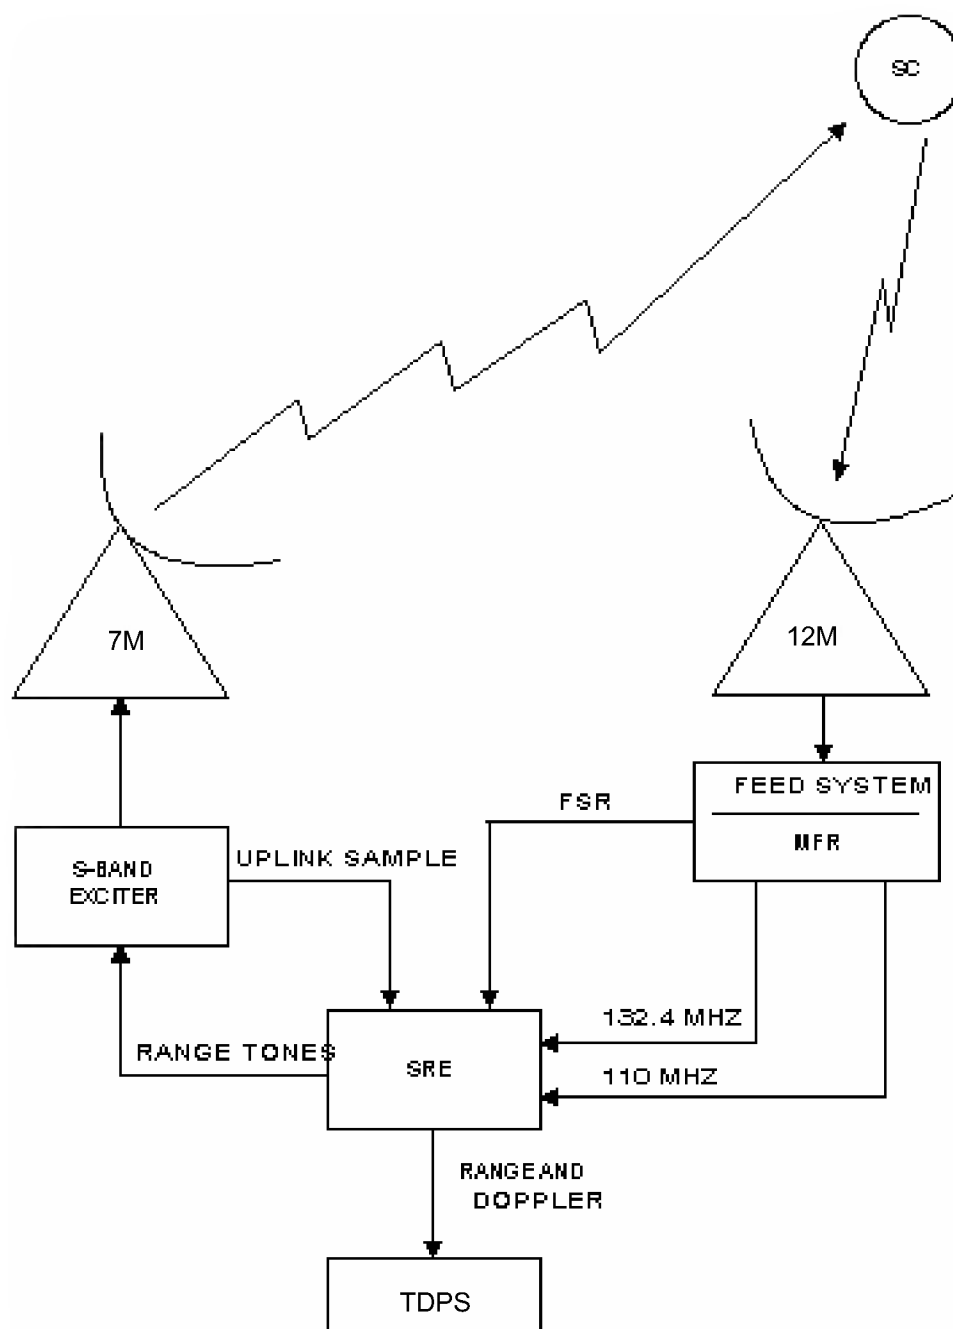 SC
7M
12M
FEED SYSTEM
MFR
FSR
UPLINK SAMPLE
S-BAND
EXCITER
132.4 MHZ
RANGE TONES
SRE
110 MHZ
RANGE AND
DOPPLER
TDPS